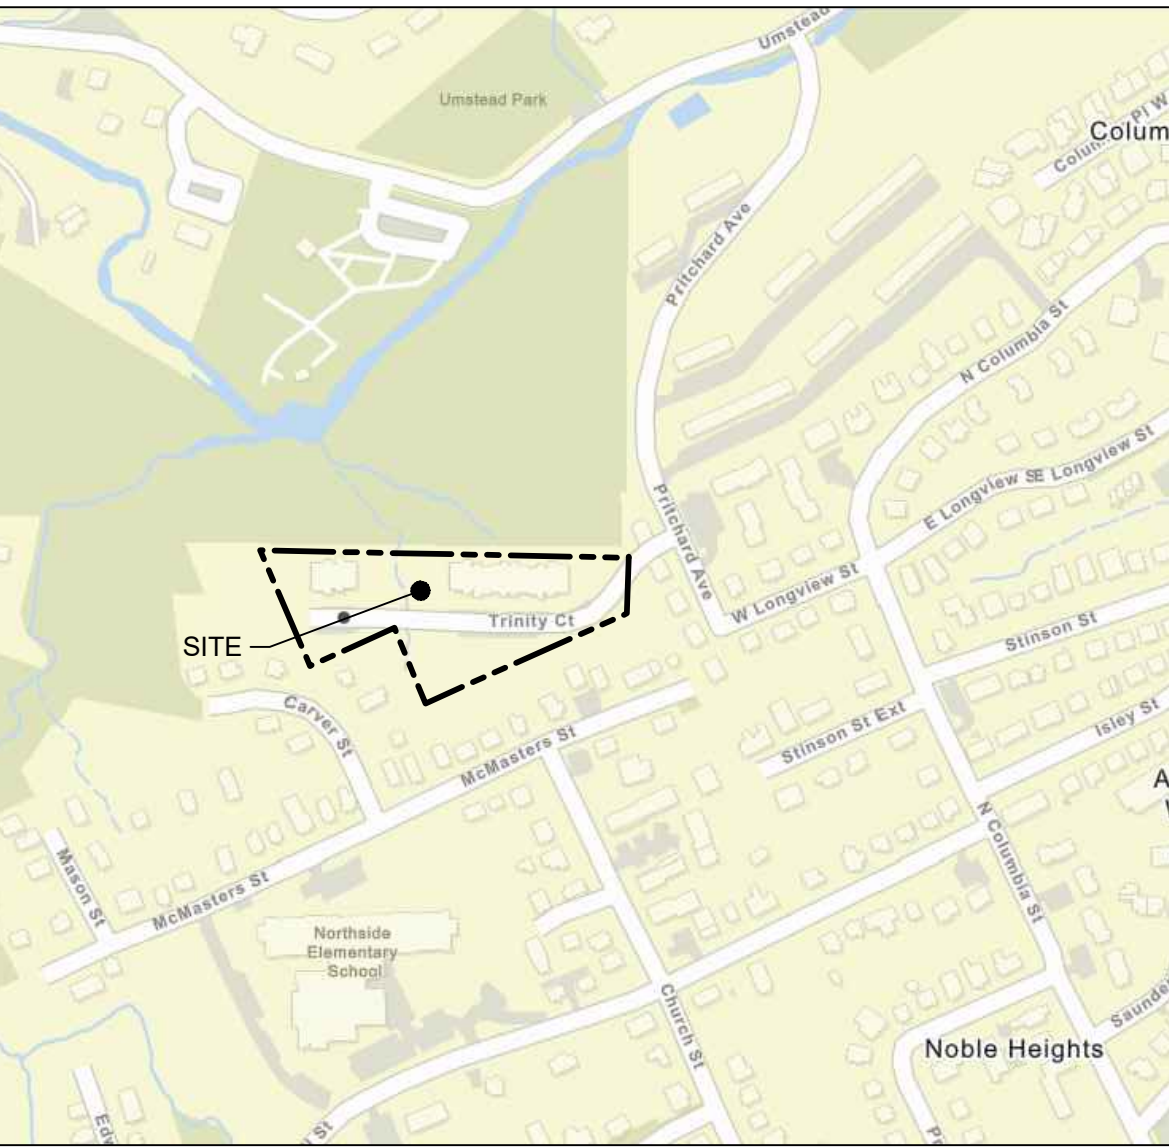 Umstead
Umstead Park
Colum
Pl W
Pritchard Ave
N Columbia St
E Longview St
E Longview St
Pritchard Ave
W Longview St
Trinity Ct
SITE
Stinson St
Carver St
McMasters St
Stinson St Ext
Isley St
A
N Columbia St
Mason St
McMasters St
Northside
Elementary
School
Church St
Noble Heights
St